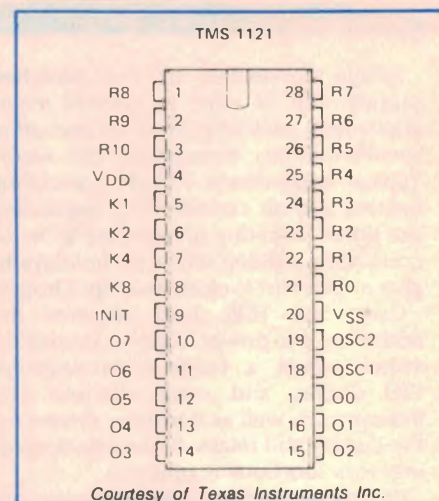 TMS 1121
R8 1 28 R7
R9 2 27 R6
R10 3 26 R5
VDD 4 25 R4
K1 5 24 R3
K2 6 23 R2
K4 7 22 R1
K8 8 21 R0
INIT 9 20 VSS
O7 10 19 OSC2
O6 11 18 OSC1
O5 12 17 O0
O4 13 16 O1
O3 14 15 O2
Courtesy of Texas Instruments Inc.